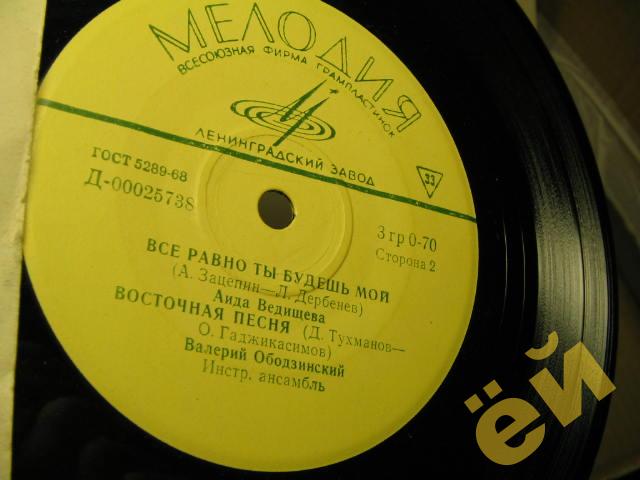 МЕЛОДИЯ
ВСЕСОЮЗНАЯ ФИРМА ГРАМПЛАСТИНОК
ЛЕНИНГРАДСКИЙ ЗАВОД
ГОСТ 5289-68
33
Д-00025738
3 гр 0-70
Сторона 2
ВСЕ РАВНО ТЫ БУДЕШЬ МОЙ
(А. Зацепин—Л. Дербенев)
Аида Ведищева
ВОСТОЧНАЯ ПЕСНЯ (Д. Тухманов—
О. Гаджикасимов)
Валерий Ободзинский
Инстр. ансамбль
ёй